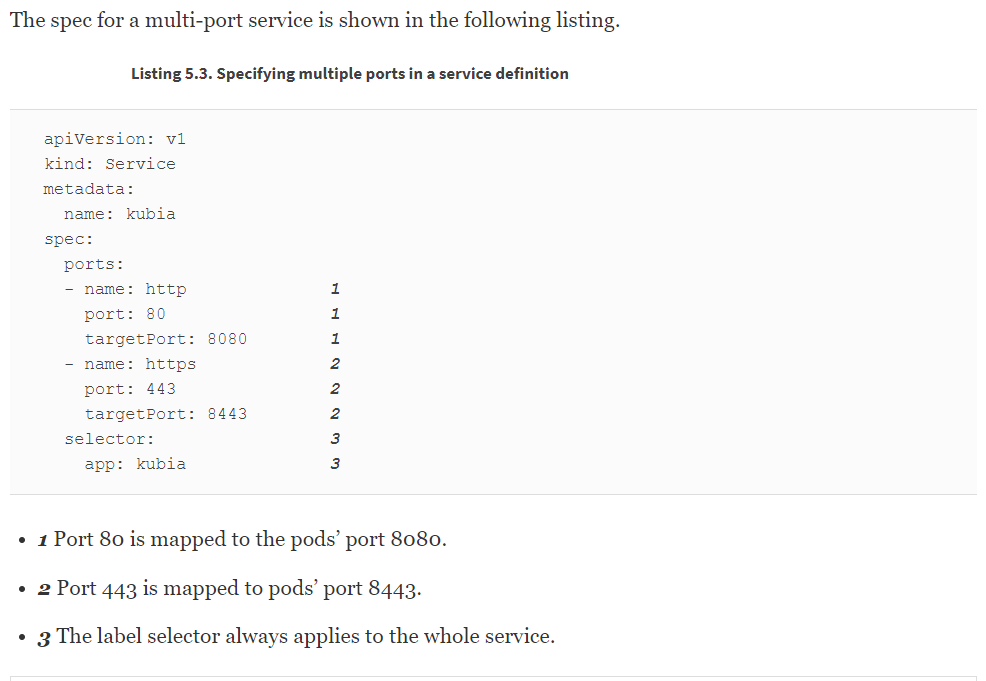 The spec for a multi-port service is shown in the following listing.
Listing 5.3. Specifying multiple ports in a service definition
apiVersion: v1
kind: Service
metadata:
  name: kubia
spec:
  ports:
  - name: http              1
    port: 80                1
    targetPort: 8080        1
  - name: https             2
    port: 443               2
    targetPort: 8443        2
  selector:                 3
    app: kubia              3
• 1 Port 80 is mapped to the pods’ port 8080.
• 2 Port 443 is mapped to pods’ port 8443.
• 3 The label selector always applies to the whole service.